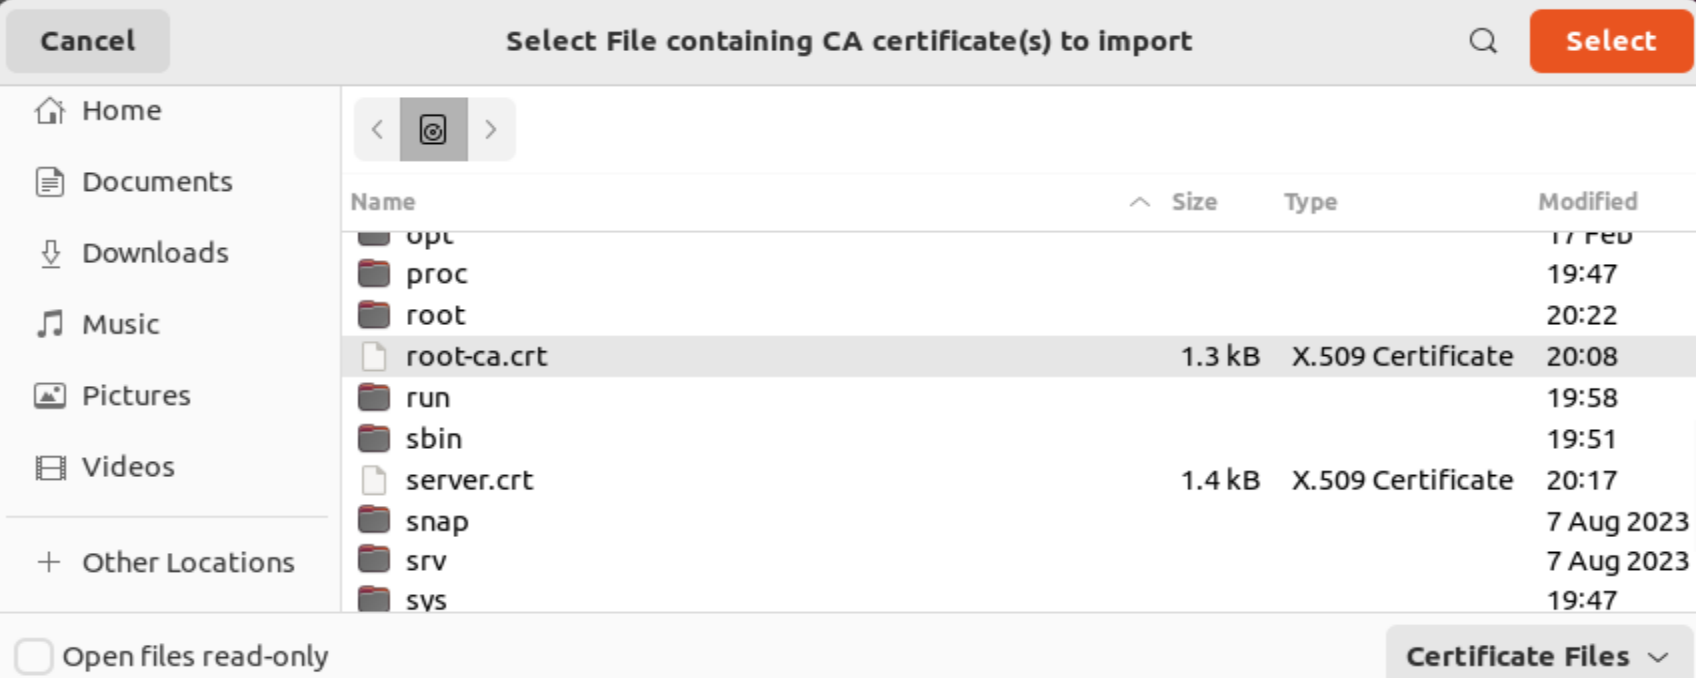 Cancel Select File containing CA certificate(s) to import Select
Home
Documents
Downloads
Music
Pictures
Videos
Other Locations
Name Size Type Modified
opt 17 Feb
proc 19:47
root 20:22
root-ca.crt 1.3 kB X.509 Certificate 20:08
run 19:58
sbin 19:51
server.crt 1.4 kB X.509 Certificate 20:17
snap 7 Aug 2023
srv 7 Aug 2023
sys 19:47
Open files read-only Certificate Files